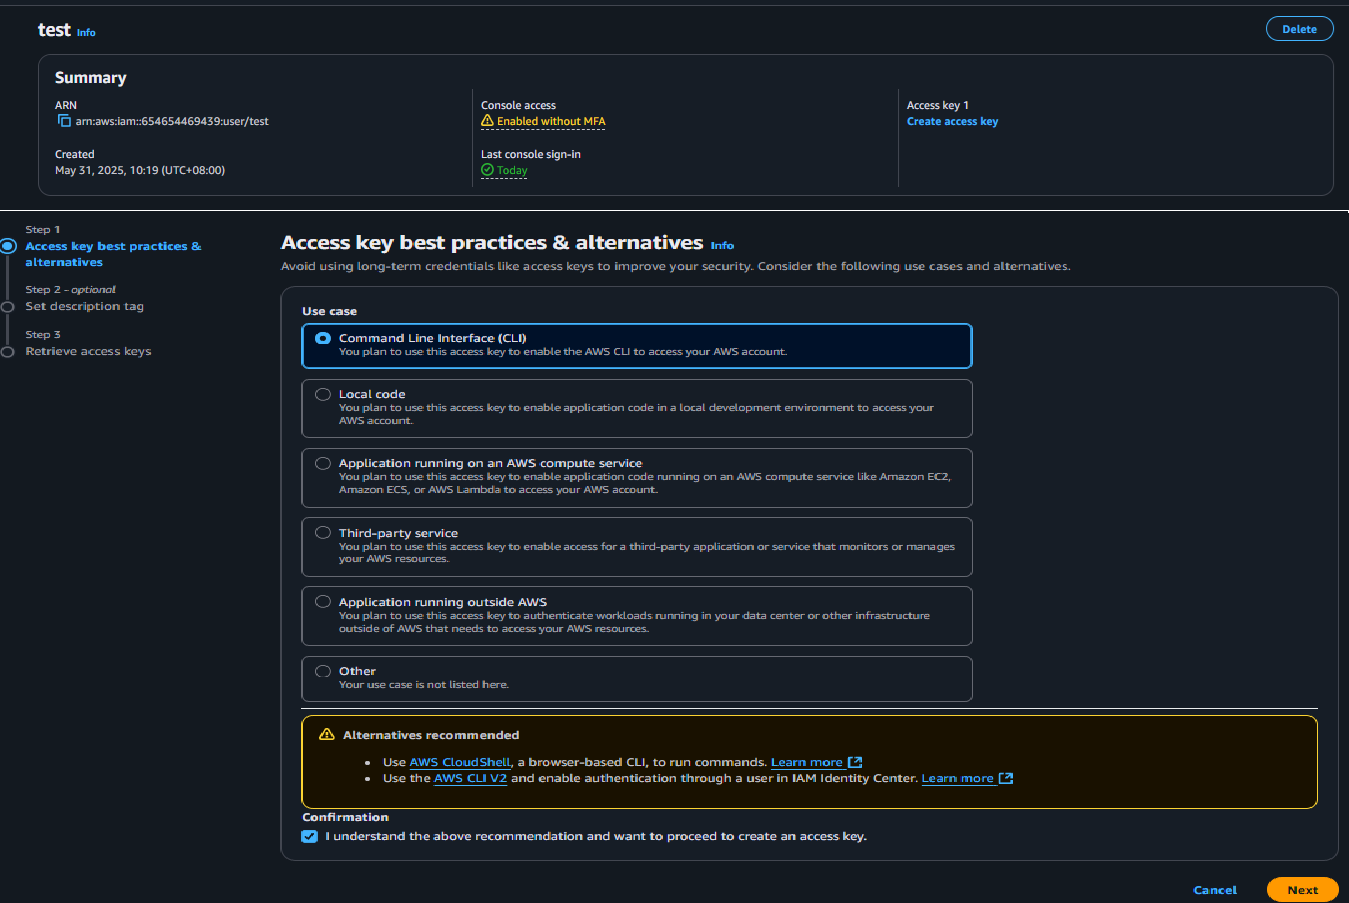 test Info
Delete
Summary
ARN
arn:aws:iam::654654469439:user/test
Created
May 31, 2025, 10:19 (UTC+08:00)
Console access
Enabled without MFA
Last console sign-in
Today
Access key 1
Create access key
Step 1
Access key best practices &
alternatives
Step 2 - optional
Set description tag
Step 3
Retrieve access keys
Access key best practices & alternatives Info
Avoid using long-term credentials like access keys to improve your security. Consider the following use cases and alternatives.
Use case
Command Line Interface (CLI)
You plan to use this access key to enable the AWS CLI to access your AWS account.
Local code
You plan to use this access key to enable application code in a local development environment to access your
AWS account.
Application running on an AWS compute service
You plan to use this access key to enable application code running on an AWS compute service like Amazon EC2,
Amazon ECS, or AWS Lambda to access your AWS account.
Third-party service
You plan to use this access key to enable access for a third-party application or service that monitors or manages
your AWS resources.
Application running outside AWS
You plan to use this access key to authenticate workloads running in your data center or other infrastructure
outside of AWS that needs to access your AWS resources.
Other
Your use case is not listed here.
Alternatives recommended
• Use AWS CloudShell, a browser-based CLI, to run commands. Learn more
• Use the AWS CLI V2 and enable authentication through a user in IAM Identity Center. Learn more
Confirmation
I understand the above recommendation and want to proceed to create an access key.
Cancel
Next